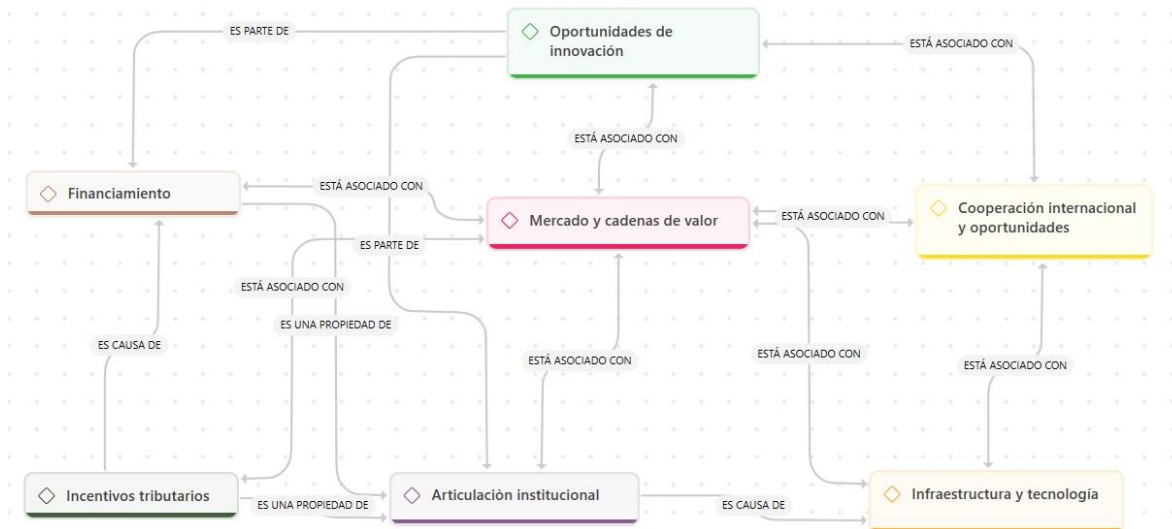 ES PARTE DE
Oportunidades de
innovación
ESTÁ ASOCIADO CON
ESTÁ ASOCIADO CON
Financiamiento
ESTÁ ASOCIADO CON
Mercado y cadenas de valor
ESTÁ ASOCIADO CON
Cooperación internacional
y oportunidades
ES PARTE DE
ESTÁ ASOCIADO CON
ES UNA PROPIEDAD DE
ES CAUSA DE
ESTÁ ASOCIADO CON
ESTÁ ASOCIADO CON
ESTÁ ASOCIADO CON
Incentivos tributarios
ES UNA PROPIEDAD DE
Articulaciòn institucional
ES CAUSA DE
Infraestructura y tecnología